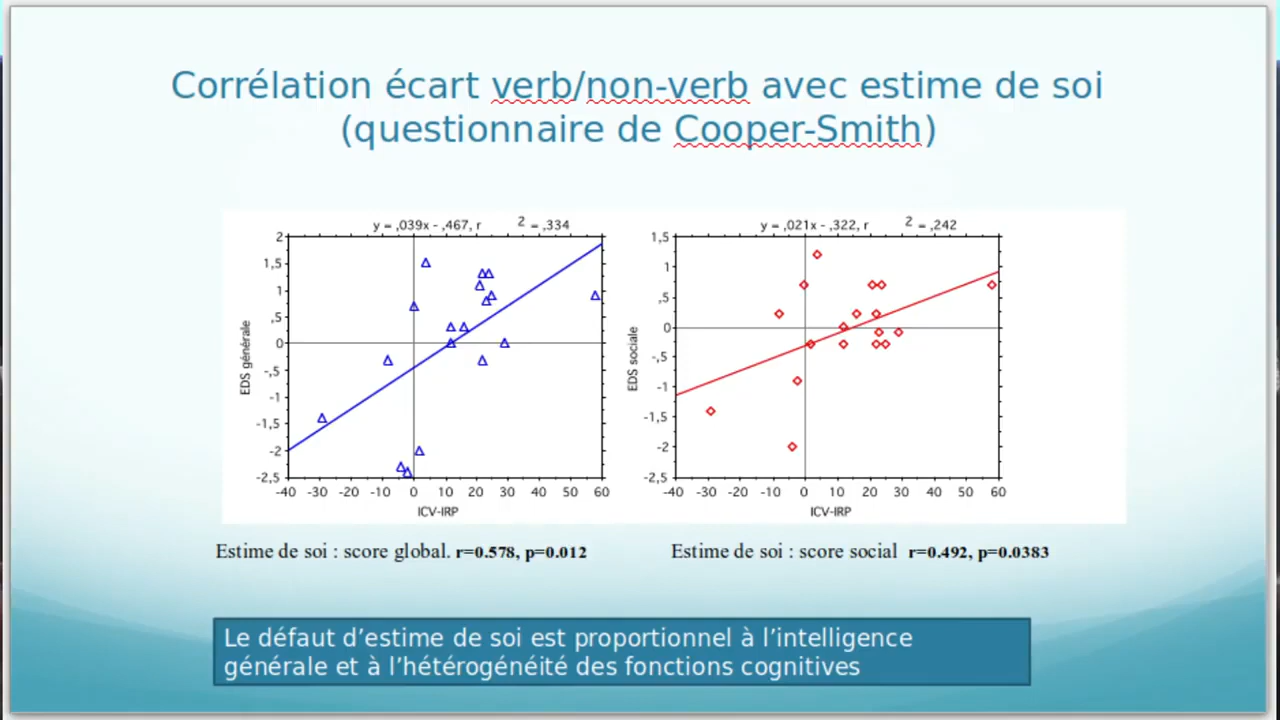 Corrélation écart verb/non-verb avec estime de soi
(questionnaire de Cooper-Smith)
y = ,039x - ,467, r 2 = ,334
2
1,5
1
,5
0
-,5
-1
-1,5
-2
-2,5
EDS générale
-40 -30 -20 -10 0 10 20 30 40 50 60
ICV-IRP
y = ,021x - ,322, r 2 = ,242
1,5
1
,5
0
-,5
-1
-1,5
-2
-2,5
EDS sociale
-40 -30 -20 -10 0 10 20 30 40 50 60
ICV-IRP
Estime de soi : score global. r=0.578, p=0.012
Estime de soi : score social r=0.492, p=0.0383
Le défaut d’estime de soi est proportionnel à l’intelligence
générale et à l’hétérogénéité des fonctions cognitives